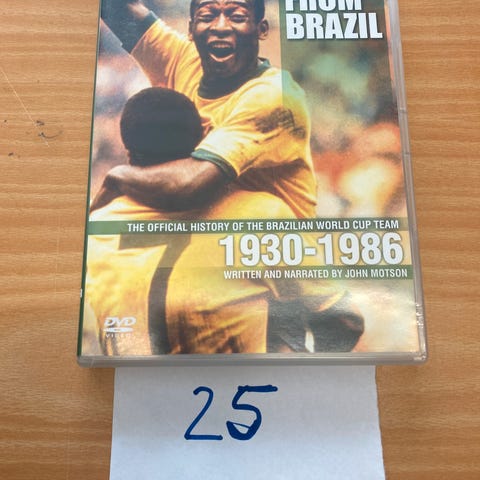 FROM
BRAZIL
THE OFFICIAL HISTORY OF THE BRAZILIAN WORLD CUP TEAM
1930-1986
WRITTEN AND NARRATED BY JOHN MOTSON
DVD
VIDEO
25